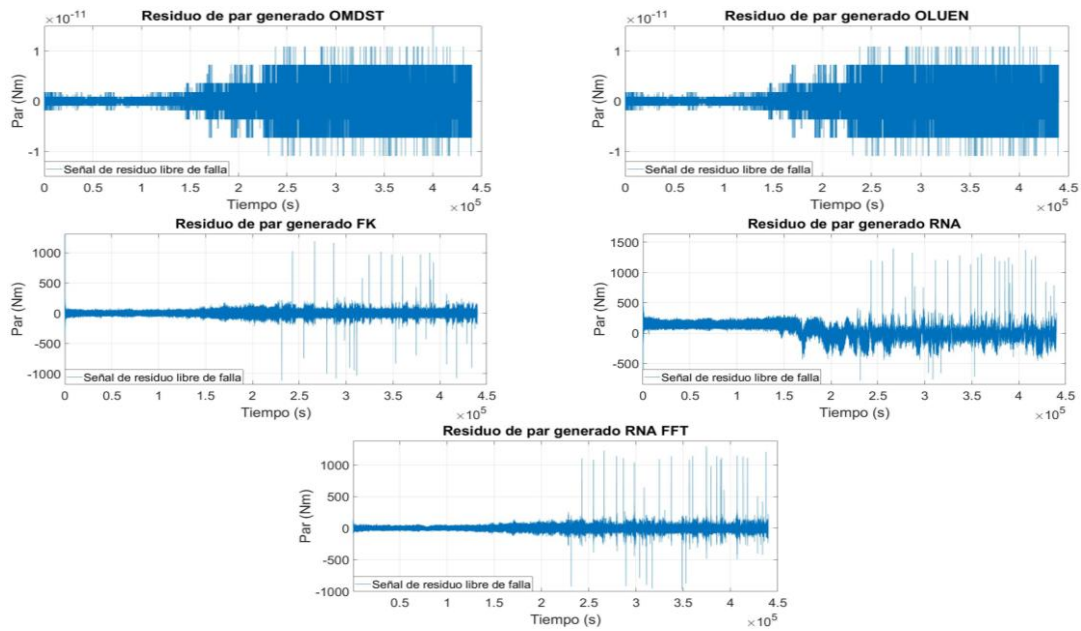 Residuo de par generado OMDST
×10⁻¹¹
Par (Nm)
1
0
-1
Señal de residuo libre de falla
0 0.5 1 1.5 2 2.5 3 3.5 4 4.5
Tiempo (s)
×10⁵
Residuo de par generado OLUEN
×10⁻¹¹
Par (Nm)
1
0
-1
Señal de residuo libre de falla
0 0.5 1 1.5 2 2.5 3 3.5 4 4.5
Tiempo (s)
×10⁵
Residuo de par generado FK
Par (Nm)
1000
500
0
-500
-1000
Señal de residuo libre de falla
0 0.5 1 1.5 2 2.5 3 3.5 4 4.5
Tiempo (s)
×10⁵
Residuo de par generado RNA
Par (Nm)
1500
1000
500
0
-500
Señal de residuo libre de falla
0 0.5 1 1.5 2 2.5 3 3.5 4 4.5
Tiempo (s)
×10⁵
Residuo de par generado RNA FFT
Par (Nm)
1000
500
0
-500
-1000
Señal de residuo libre de falla
0.5 1 1.5 2 2.5 3 3.5 4 4.5
Tiempo (s)
×10⁵